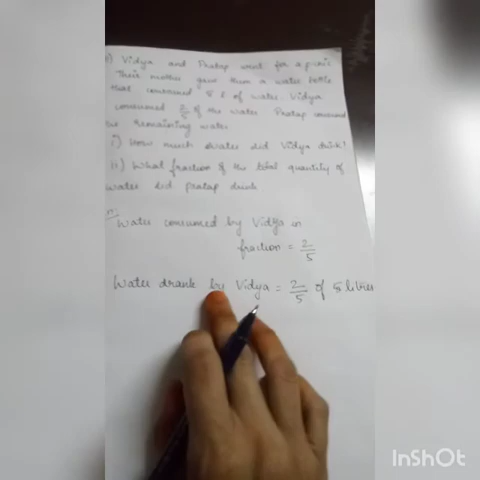 Vidya and Pratap went for a picnic
Their mother gave them a water bottle
that contained 5 l of water. Vidya
consumed 2/5 of the water Pratap consumed
the Remaining water
i) How much water did Vidya drink?
ii) What fraction of the total quantity of
water did pratap drink
Water consumed by Vidya in
fraction = 2/5
Water drank by Vidya = 2/5 of 5 litres
InShOt